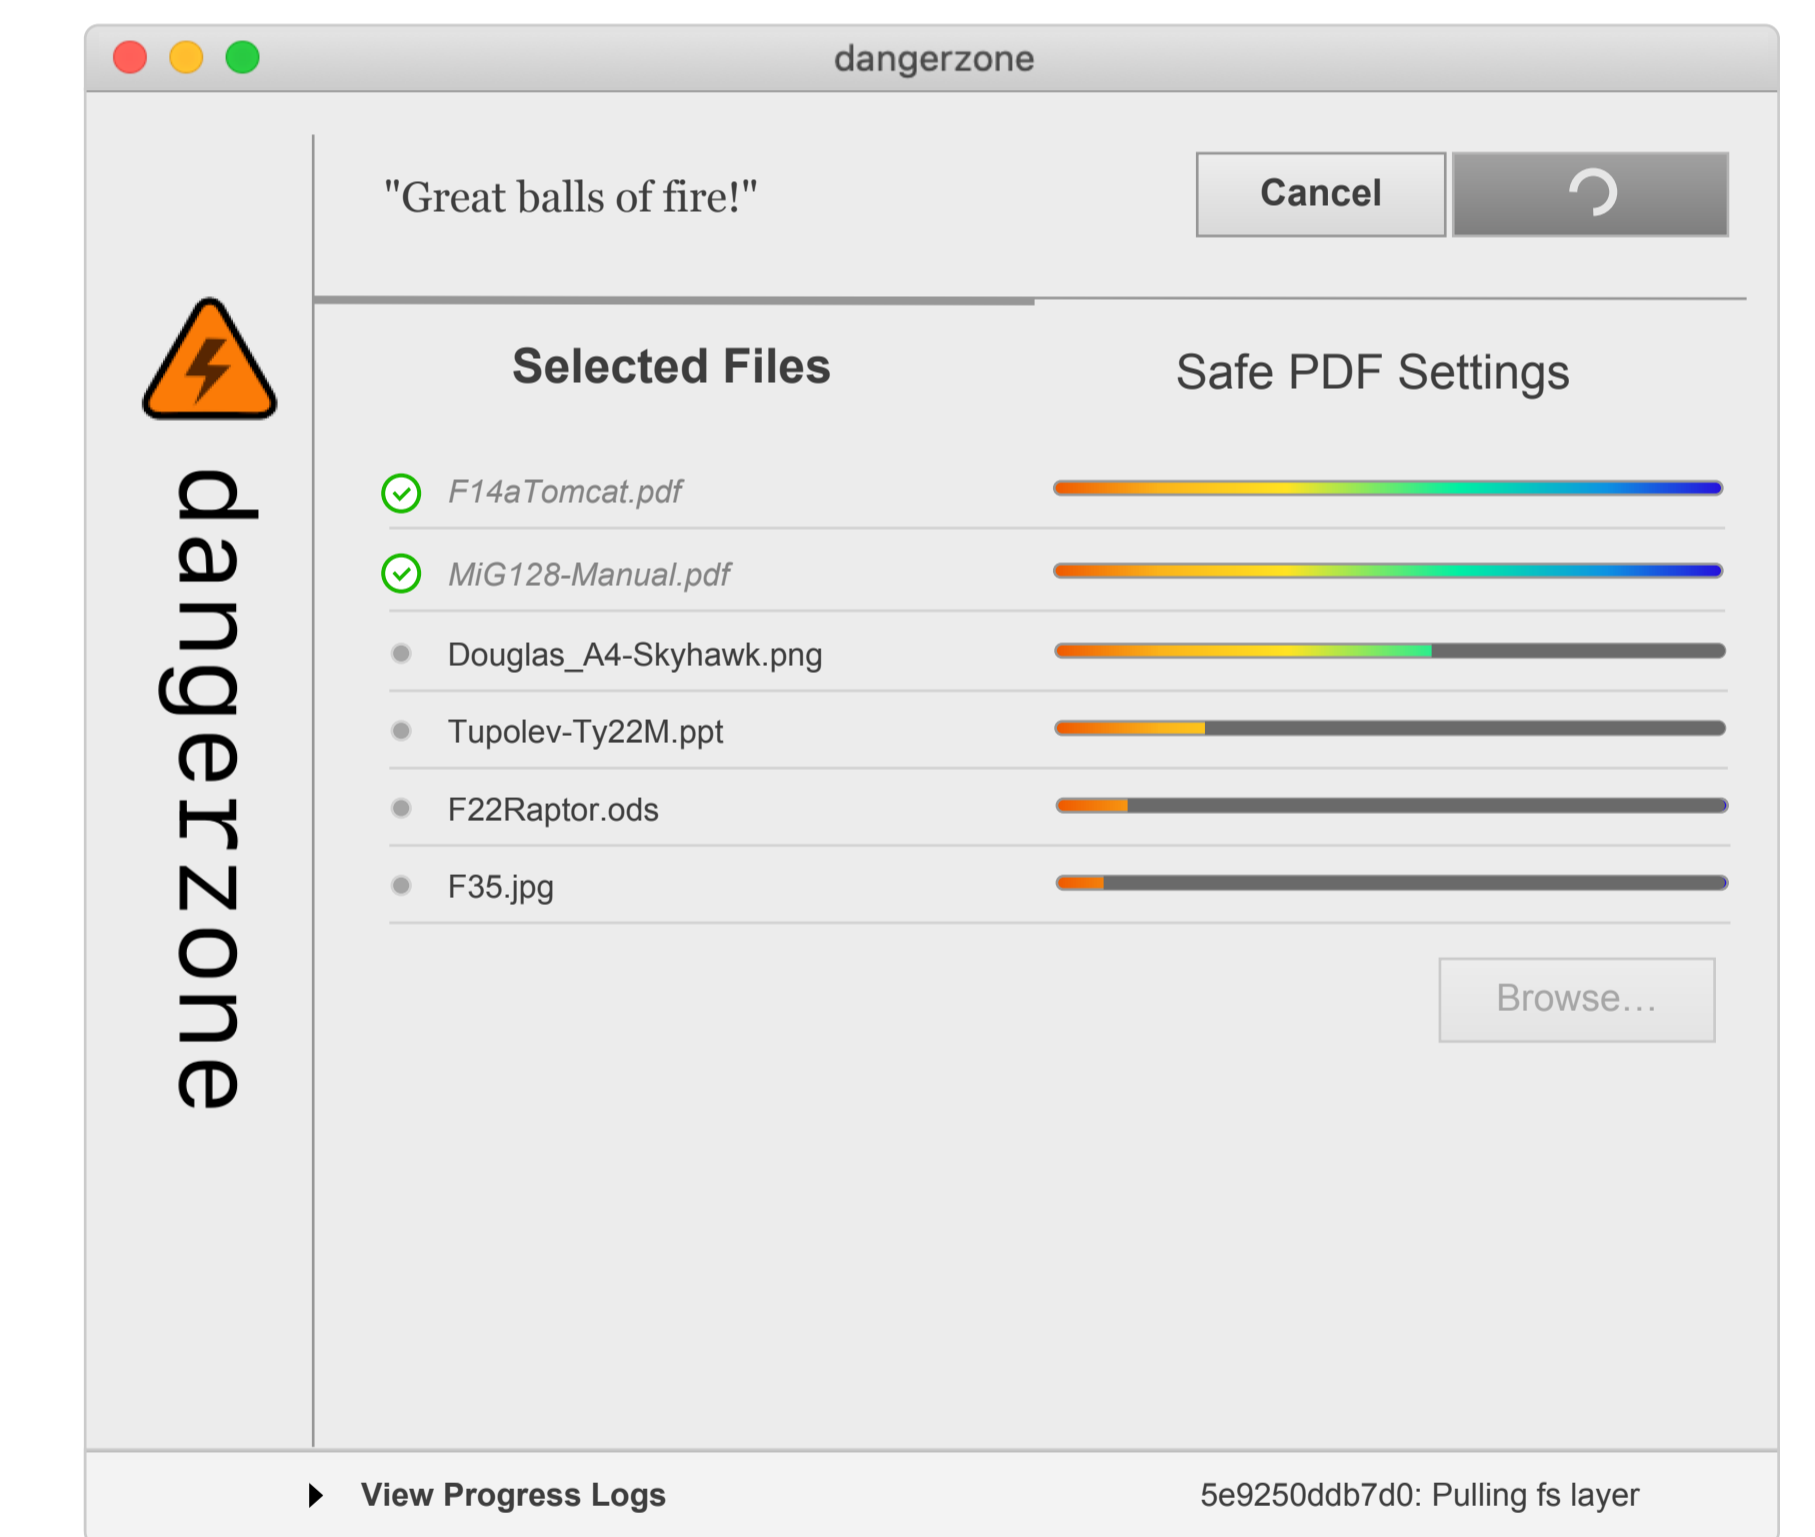 dangerzone
"Great balls of fire!"
Cancel
Selected Files
Safe PDF Settings
dangerzone
F14aTomcat.pdf
MiG128-Manual.pdf
Douglas_A4-Skyhawk.png
Tupolev-Ty22M.ppt
F22Raptor.ods
F35.jpg
Browse…
View Progress Logs
5e9250ddb7d0: Pulling fs layer